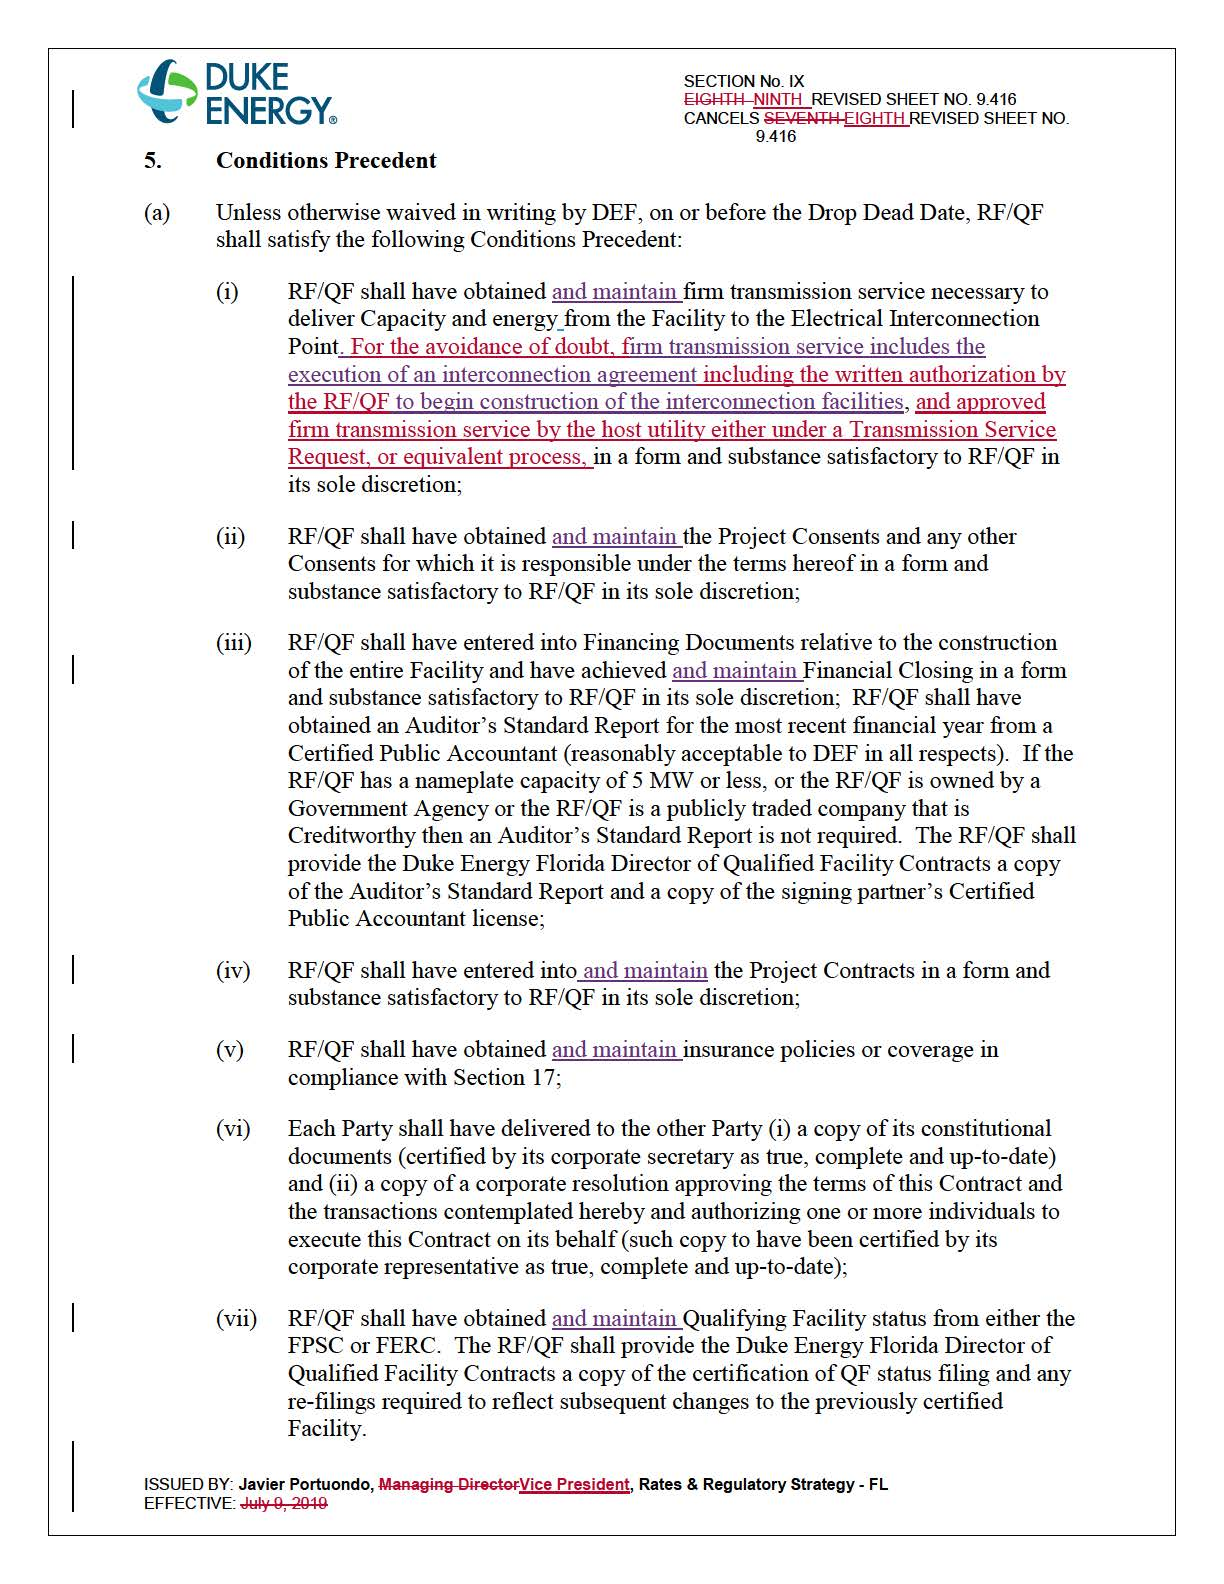 DUKE
ENERGY®
SECTION No. IX
EIGHTH NINTH REVISED SHEET NO. 9.416
CANCELS SEVENTH EIGHTH REVISED SHEET NO.
9.416
5. Conditions Precedent
(a) Unless otherwise waived in writing by DEF, on or before the Drop Dead Date, RF/QF
shall satisfy the following Conditions Precedent:
(i) RF/QF shall have obtained and maintain firm transmission service necessary to
deliver Capacity and energy from the Facility to the Electrical Interconnection
Point. For the avoidance of doubt, firm transmission service includes the
execution of an interconnection agreement including the written authorization by
the RF/QF to begin construction of the interconnection facilities, and approved
firm transmission service by the host utility either under a Transmission Service
Request, or equivalent process, in a form and substance satisfactory to RF/QF in
its sole discretion;
(ii) RF/QF shall have obtained and maintain the Project Consents and any other
Consents for which it is responsible under the terms hereof in a form and
substance satisfactory to RF/QF in its sole discretion;
(iii) RF/QF shall have entered into Financing Documents relative to the construction
of the entire Facility and have achieved and maintain Financial Closing in a form
and substance satisfactory to RF/QF in its sole discretion;  RF/QF shall have
obtained an Auditor’s Standard Report for the most recent financial year from a
Certified Public Accountant (reasonably acceptable to DEF in all respects).  If the
RF/QF has a nameplate capacity of 5 MW or less, or the RF/QF is owned by a
Government Agency or the RF/QF is a publicly traded company that is
Creditworthy then an Auditor’s Standard Report is not required.  The RF/QF shall
provide the Duke Energy Florida Director of Qualified Facility Contracts a copy
of the Auditor’s Standard Report and a copy of the signing partner’s Certified
Public Accountant license;
(iv) RF/QF shall have entered into and maintain the Project Contracts in a form and
substance satisfactory to RF/QF in its sole discretion;
(v) RF/QF shall have obtained and maintain insurance policies or coverage in
compliance with Section 17;
(vi) Each Party shall have delivered to the other Party (i) a copy of its constitutional
documents (certified by its corporate secretary as true, complete and up-to-date)
and (ii) a copy of a corporate resolution approving the terms of this Contract and
the transactions contemplated hereby and authorizing one or more individuals to
execute this Contract on its behalf (such copy to have been certified by its
corporate representative as true, complete and up-to-date);
(vii) RF/QF shall have obtained and maintain Qualifying Facility status from either the
FPSC or FERC.  The RF/QF shall provide the Duke Energy Florida Director of
Qualified Facility Contracts a copy of the certification of QF status filing and any
re-filings required to reflect subsequent changes to the previously certified
Facility.
ISSUED BY: Javier Portuondo, Managing DirectorVice President, Rates & Regulatory Strategy - FL
EFFECTIVE: July 9, 2019